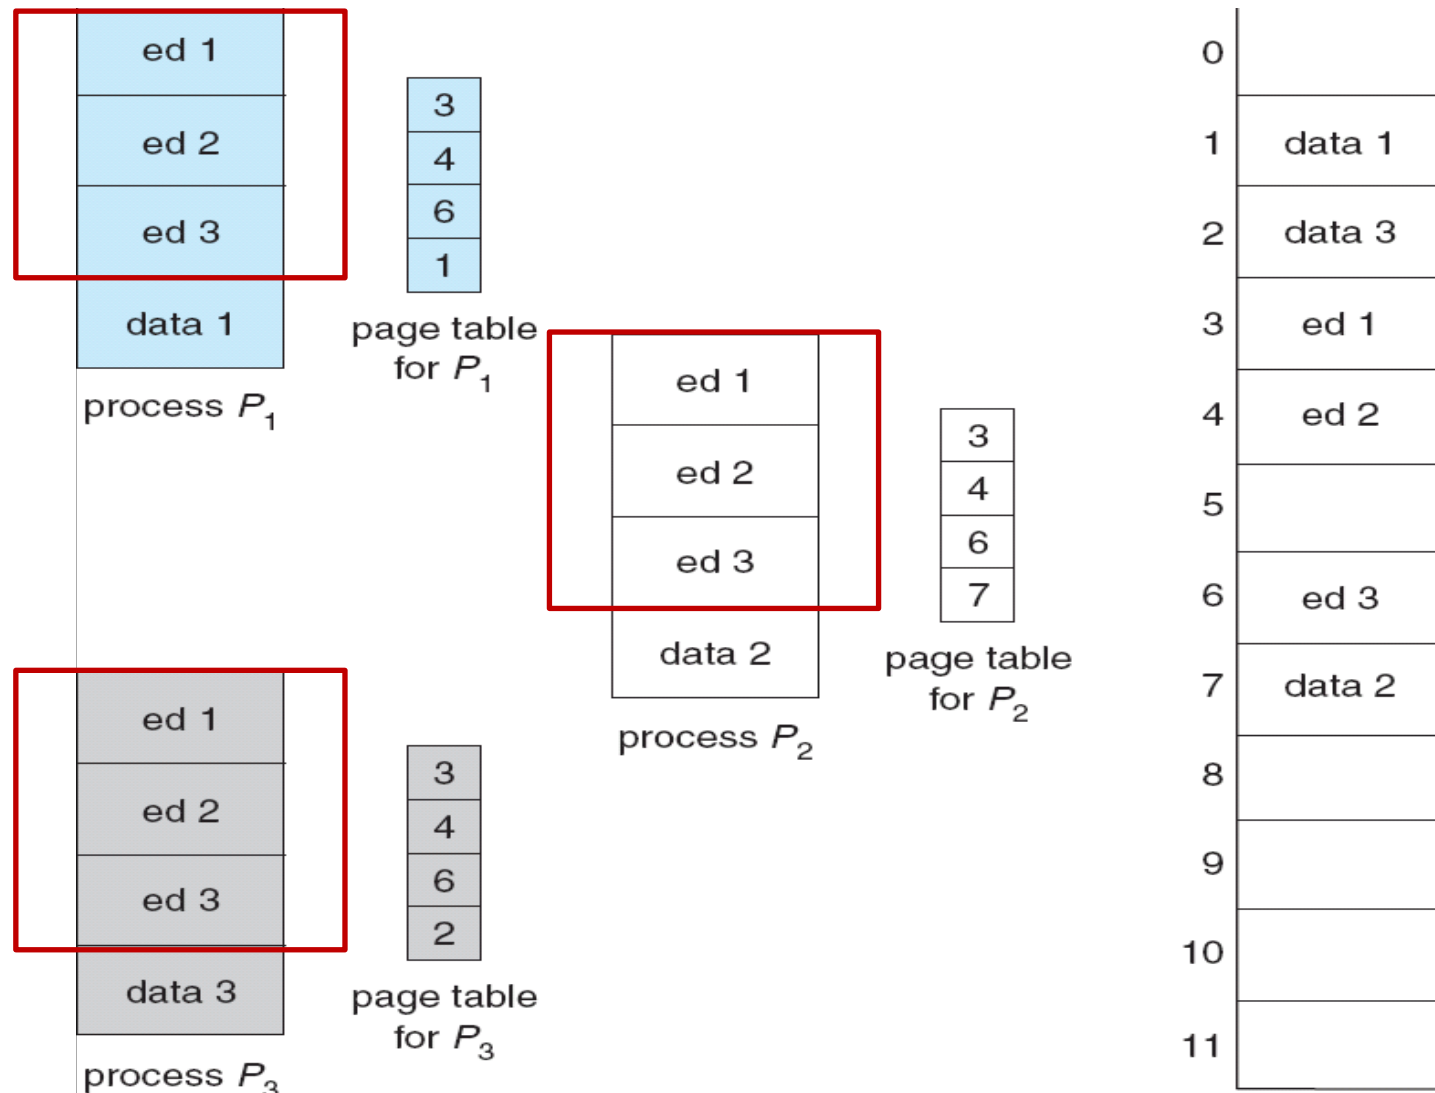 ed 1
ed 2
ed 3
data 1
process P1
3
4
6
1
page table
for P1
ed 1
ed 2
ed 3
data 2
process P2
3
4
6
7
page table
for P2
ed 1
ed 2
ed 3
data 3
process P3
3
4
6
2
page table
for P3
0
1 data 1
2 data 3
3 ed 1
4 ed 2
5
6 ed 3
7 data 2
8
9
10
11